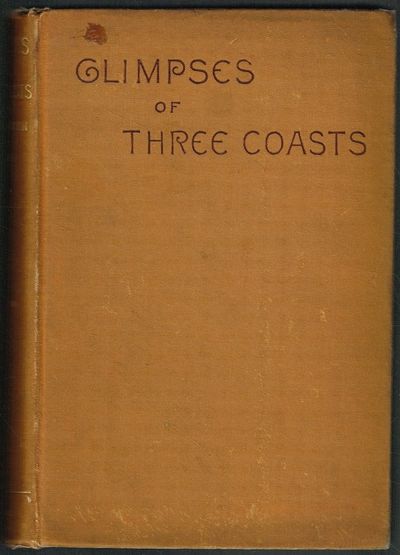 GLIMPSES
OF
THREE COASTS